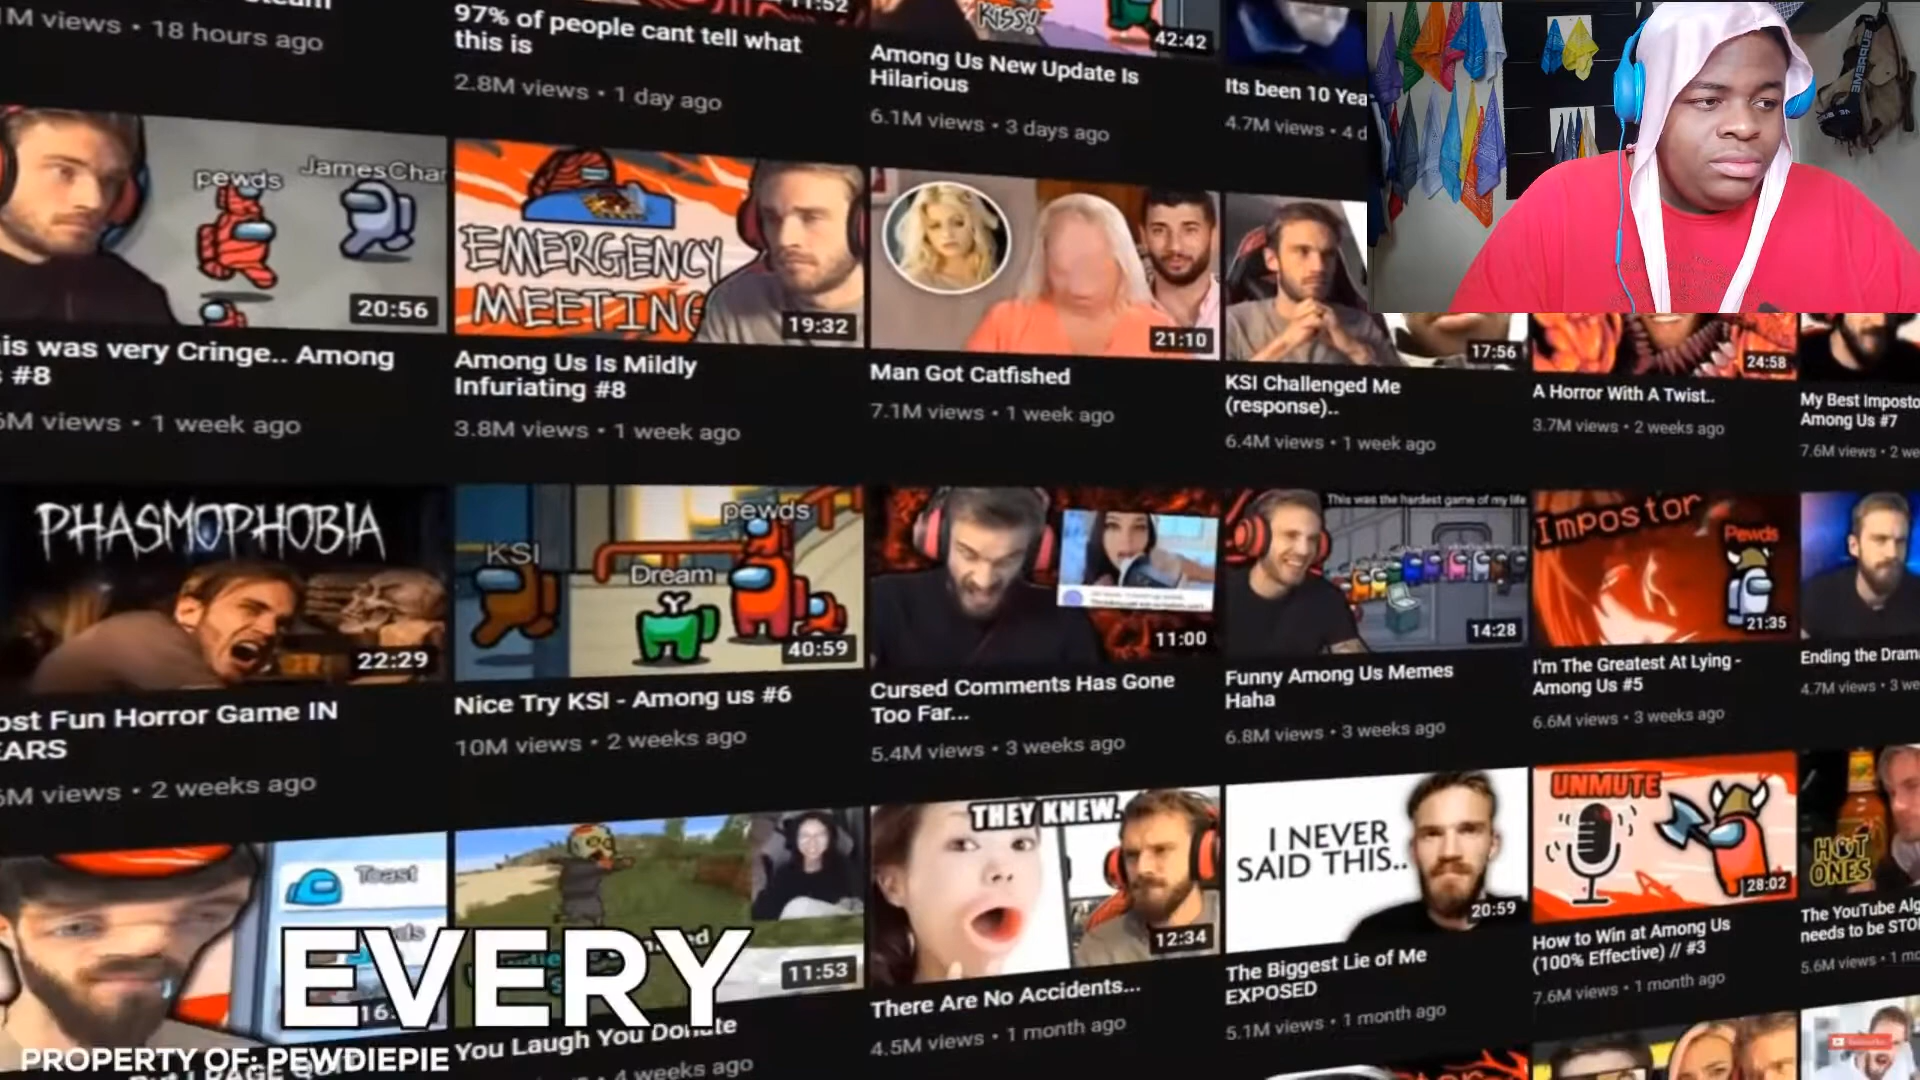 M views • 18 hours ago
11:52
97% of people cant tell what
this is
2.8M views • 1 day ago
KISS!
42:42
Among Us New Update Is
Hilarious
6.1M views • 3 days ago
Its been 10 Yea
4.7M views • 4 d
SUPREME
pewds
JamesChar
20:56
is was very Cringe.. Among
#8
M views • 1 week ago
EMERGENCY
MEETING
19:32
Among Us Is Mildly
Infuriating #8
3.8M views • 1 week ago
21:10
Man Got Catfished
7.1M views • 1 week ago
17:56
KSI Challenged Me
(response)..
6.4M views • 1 week ago
24:58
A Horror With A Twist..
3.7M views • 2 weeks ago
My Best Imposto
Among Us #7
7.6M views • 2 we
PHASMOPHOBIA
22:29
ost Fun Horror Game IN
EARS
M views • 2 weeks ago
KSI
Dream
pewds
40:59
Nice Try KSI - Among us #6
10M views • 2 weeks ago
11:00
Cursed Comments Has Gone
Too Far...
5.4M views • 3 weeks ago
This was the hardest game of my life
14:28
Funny Among Us Memes
Haha
6.8M views • 3 weeks ago
Impostor
Pewds
21:35
I'm The Greatest At Lying -
Among Us #5
6.6M views • 3 weeks ago
Ending the Drama
4.7M views • 3 we
Toast
EVERY
PROPERTY OF: PEWDIEPIE
11:53
You Laugh You Donate
4 weeks ago
THEY KNEW.
12:34
There Are No Accidents...
4.5M views • 1 month ago
I NEVER
SAID THIS..
20:59
The Biggest Lie of Me
EXPOSED
5.1M views • 1 month ago
UNMUTE
28:02
How to Win at Among Us
(100% Effective) // #3
7.6M views • 1 month ago
HOT
ONES
The YouTube Alg
needs to be STO
5.6M views • 1 mo